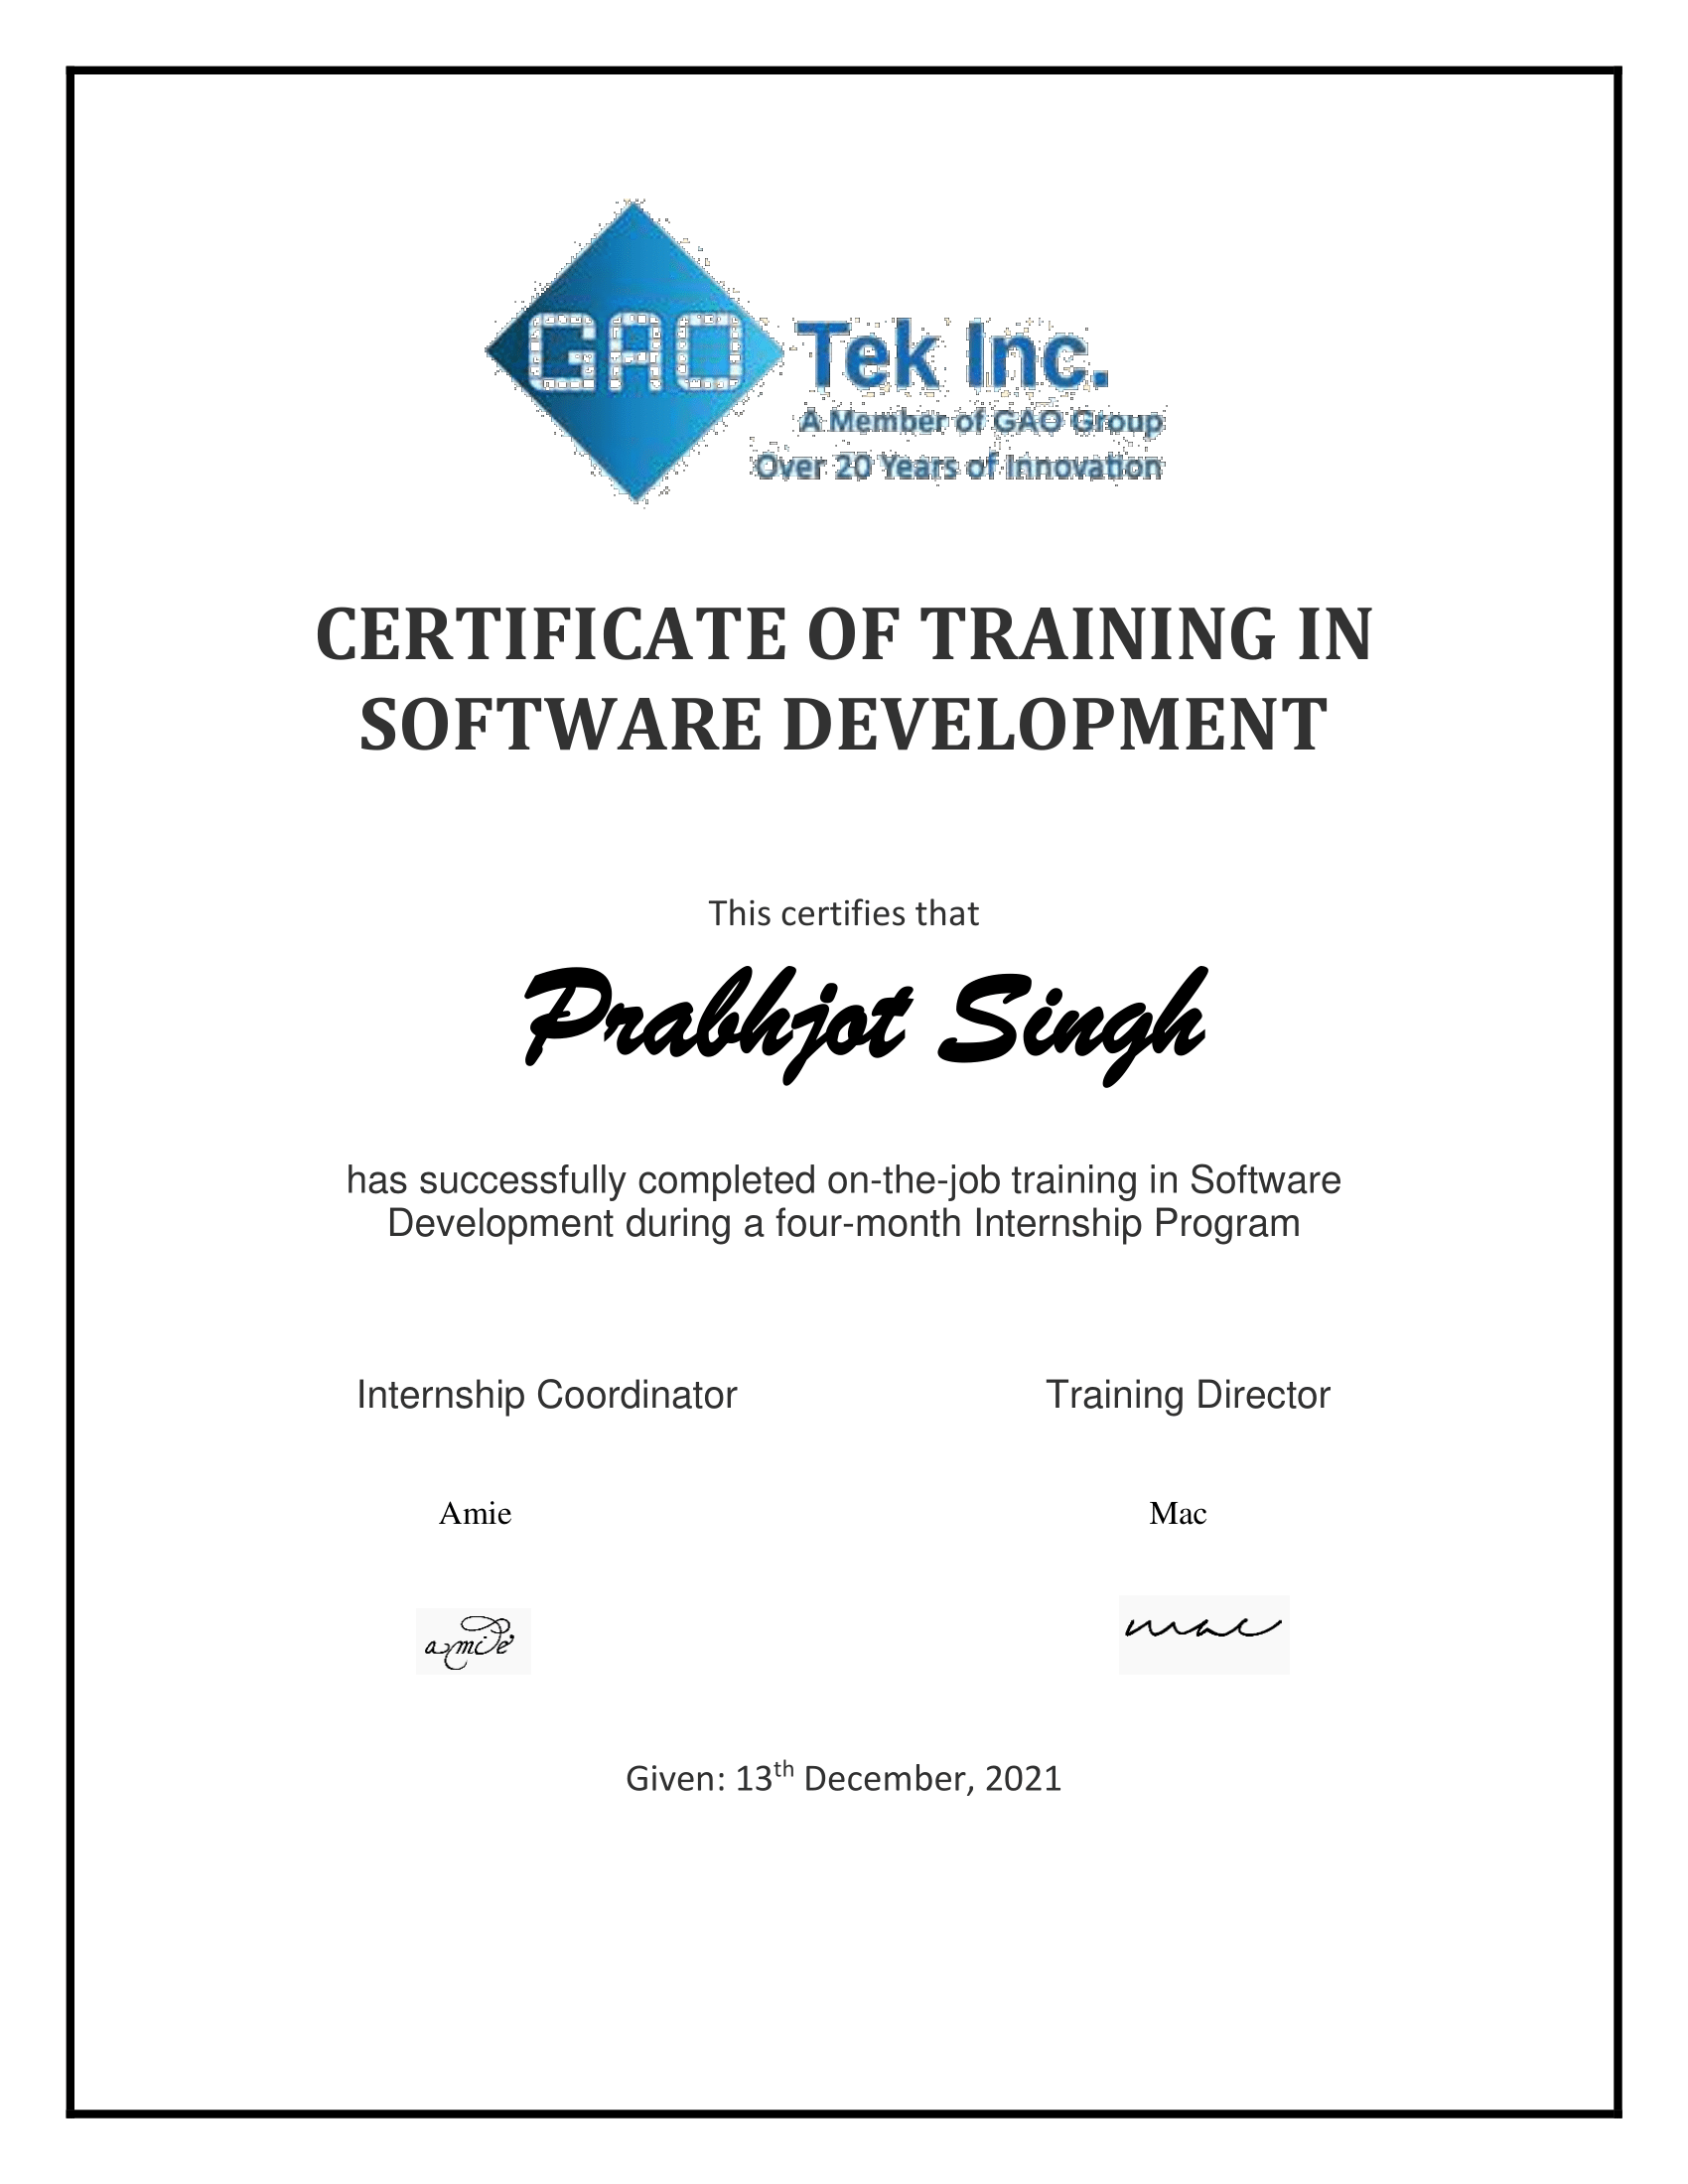 GAO Tek Inc.
A Member of GAO Group
Over 20 Years of Innovation
CERTIFICATE OF TRAINING IN
SOFTWARE DEVELOPMENT
This certifies that
Prabhjot Singh
has successfully completed on-the-job training in Software
Development during a four-month Internship Program
Internship Coordinator Training Director
Amie Mac
amie mac
Given: 13th December, 2021